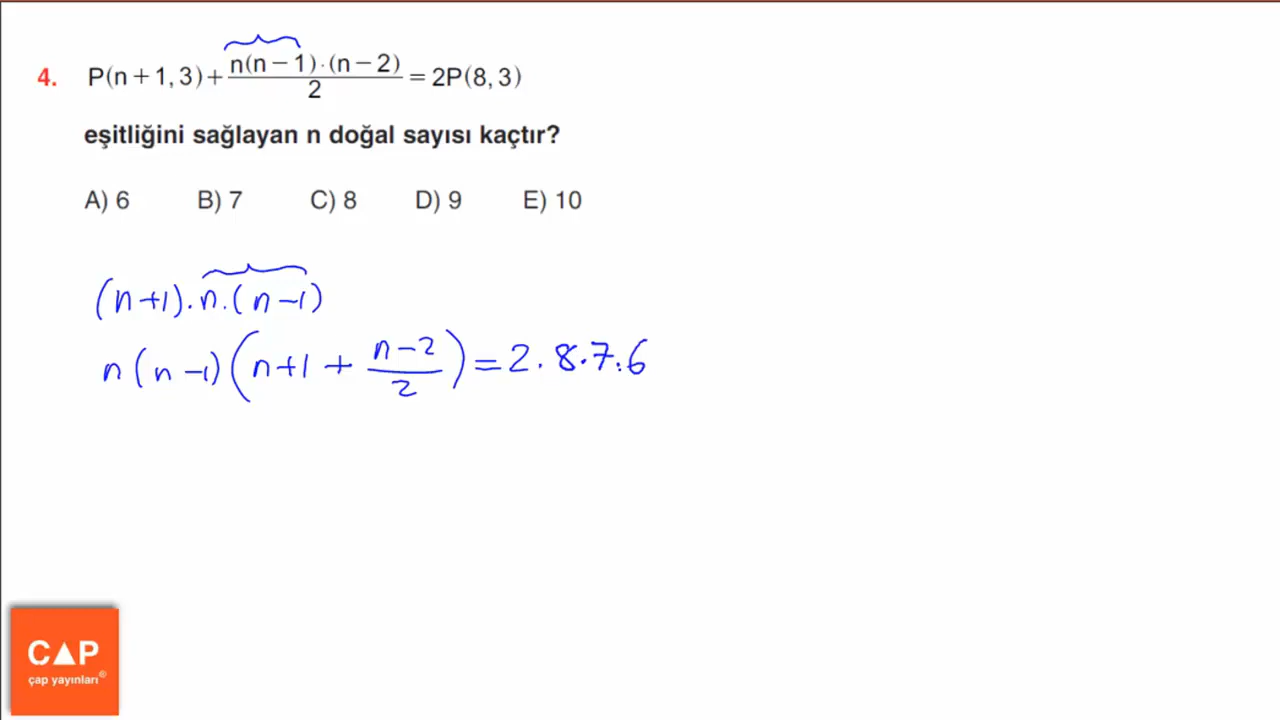 4. P(n+1,3)+ n(n−1)·(n−2)/2 = 2P(8,3)
eşitliğini sağlayan n doğal sayısı kaçtır?
A) 6 B) 7 C) 8 D) 9 E) 10
(n+1).n.(n-1)
n(n-1)(n+1 + n-2/2) = 2.8.7.6
CAP
çap yayınları®